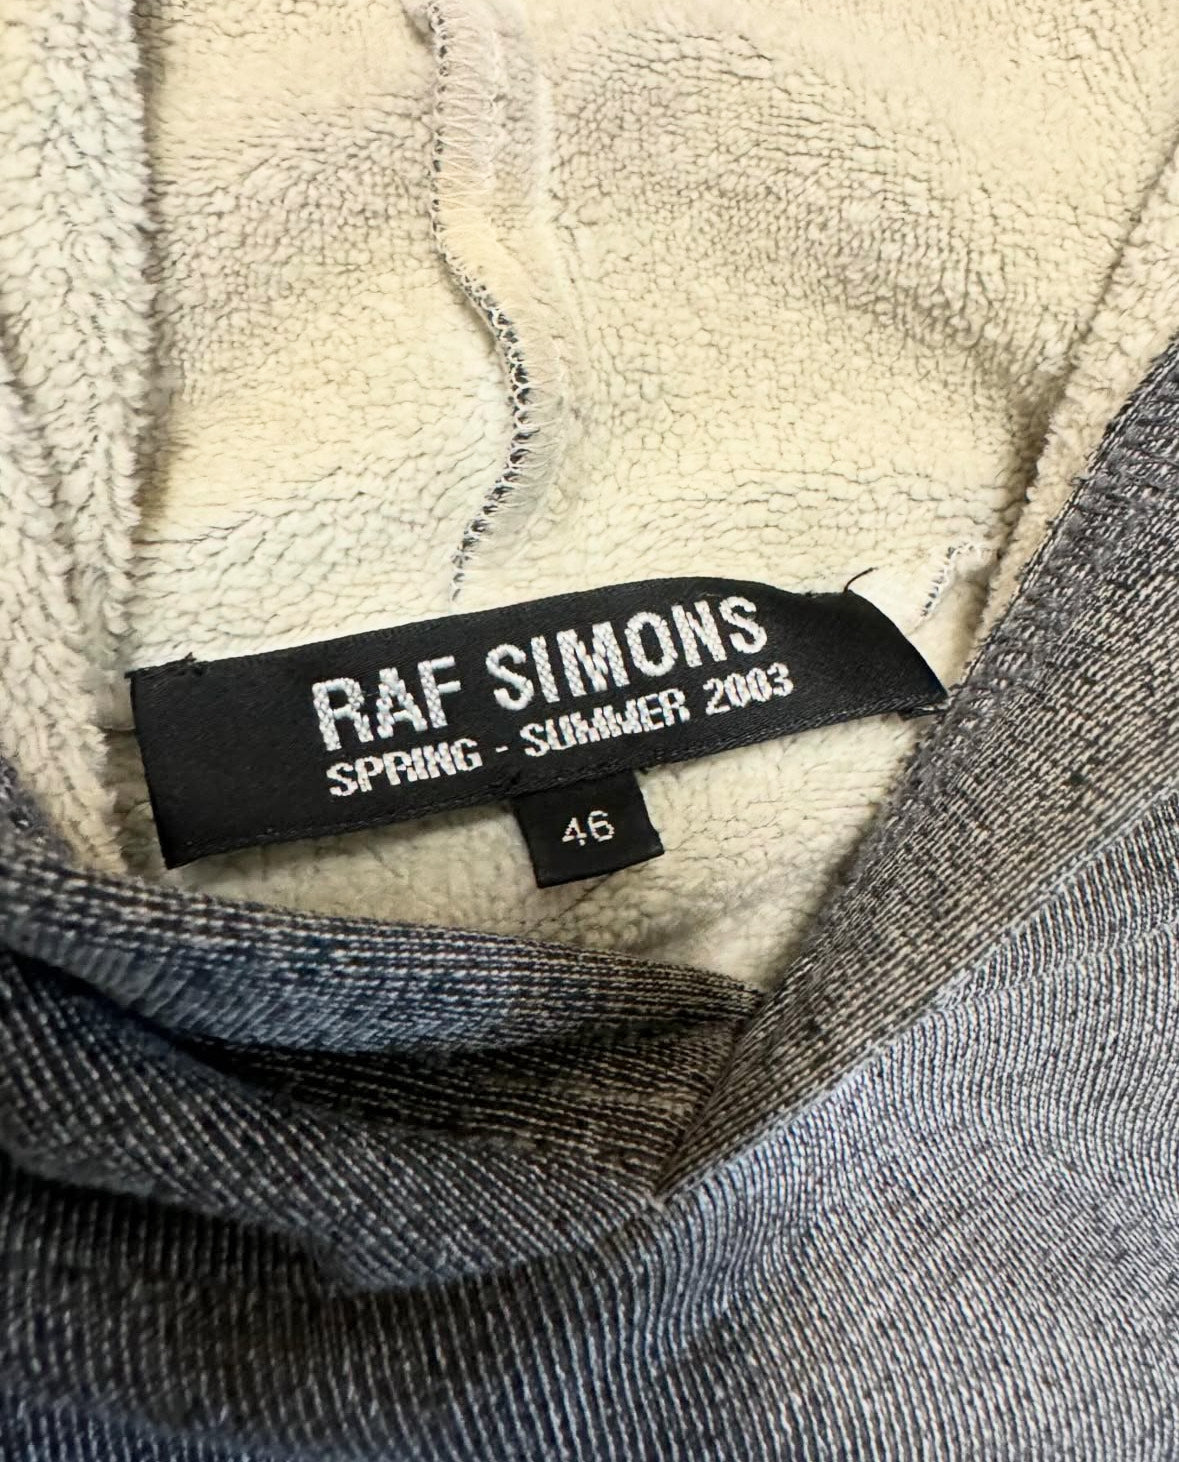 RAF SIMONS
SPRING - SUMMER 2003
46